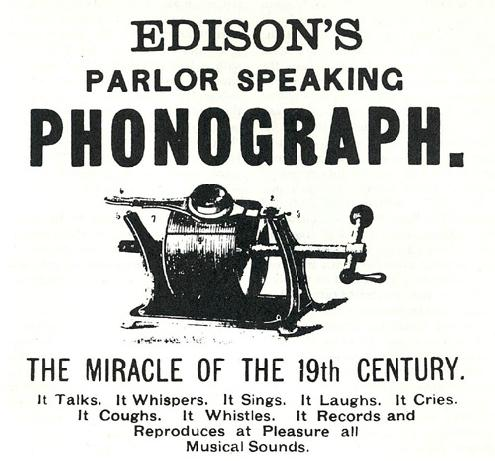 EDISON'S
PARLOR SPEAKING
PHONOGRAPH.
THE MIRACLE OF THE 19th CENTURY.
It Talks. It Whispers. It Sings. It Laughs. It Cries.
It Coughs. It Whistles. It Records and
Reproduces at Pleasure all
Musical Sounds.